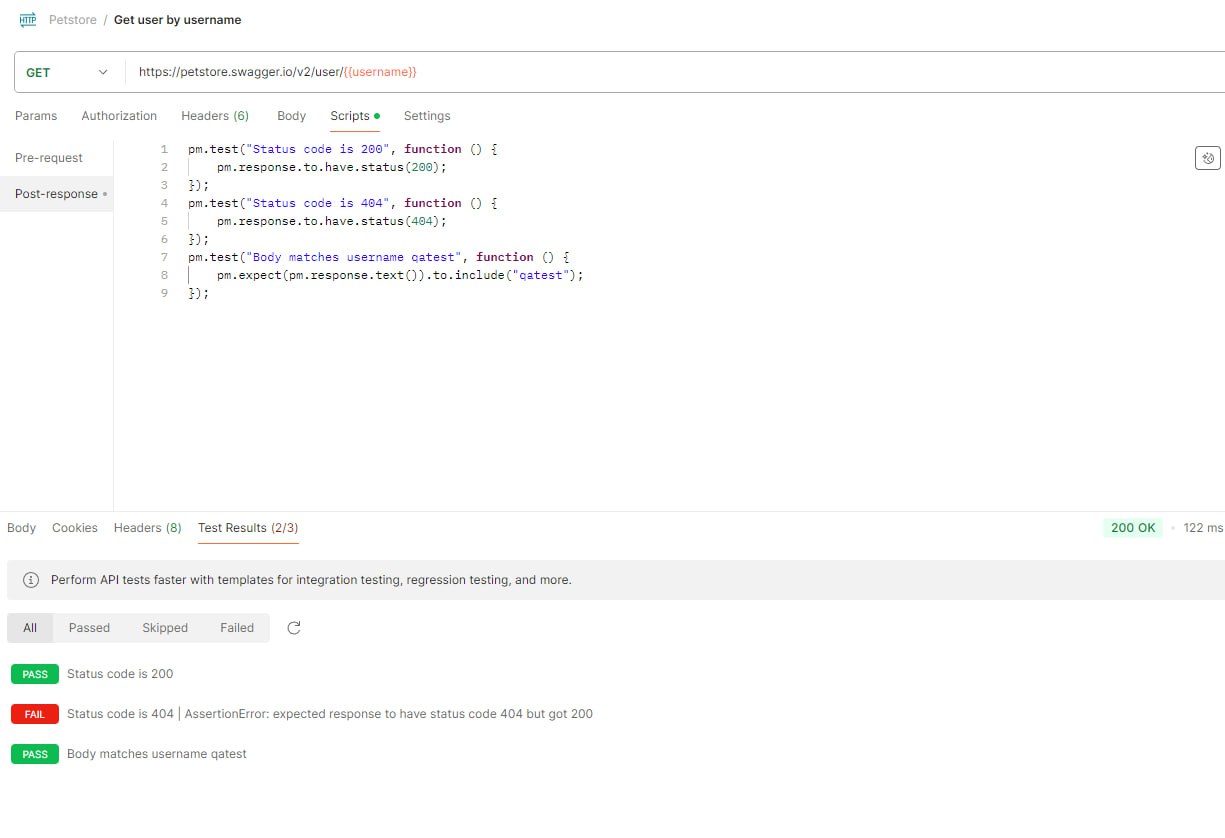 HTTP Petstore / Get user by username
GET https://petstore.swagger.io/v2/user/{{username}}
Params Authorization Headers (6) Body Scripts Settings
Pre-request
Post-response
1 pm.test("Status code is 200", function () {
2 pm.response.to.have.status(200);
3 });
4 pm.test("Status code is 404", function () {
5 pm.response.to.have.status(404);
6 });
7 pm.test("Body matches username qatest", function () {
8 pm.expect(pm.response.text()).to.include("qatest");
9 });
Body Cookies Headers (8) Test Results (2/3) 200 OK • 122 ms
Perform API tests faster with templates for integration testing, regression testing, and more.
All Passed Skipped Failed
PASS Status code is 200
FAIL Status code is 404 | AssertionError: expected response to have status code 404 but got 200
PASS Body matches username qatest